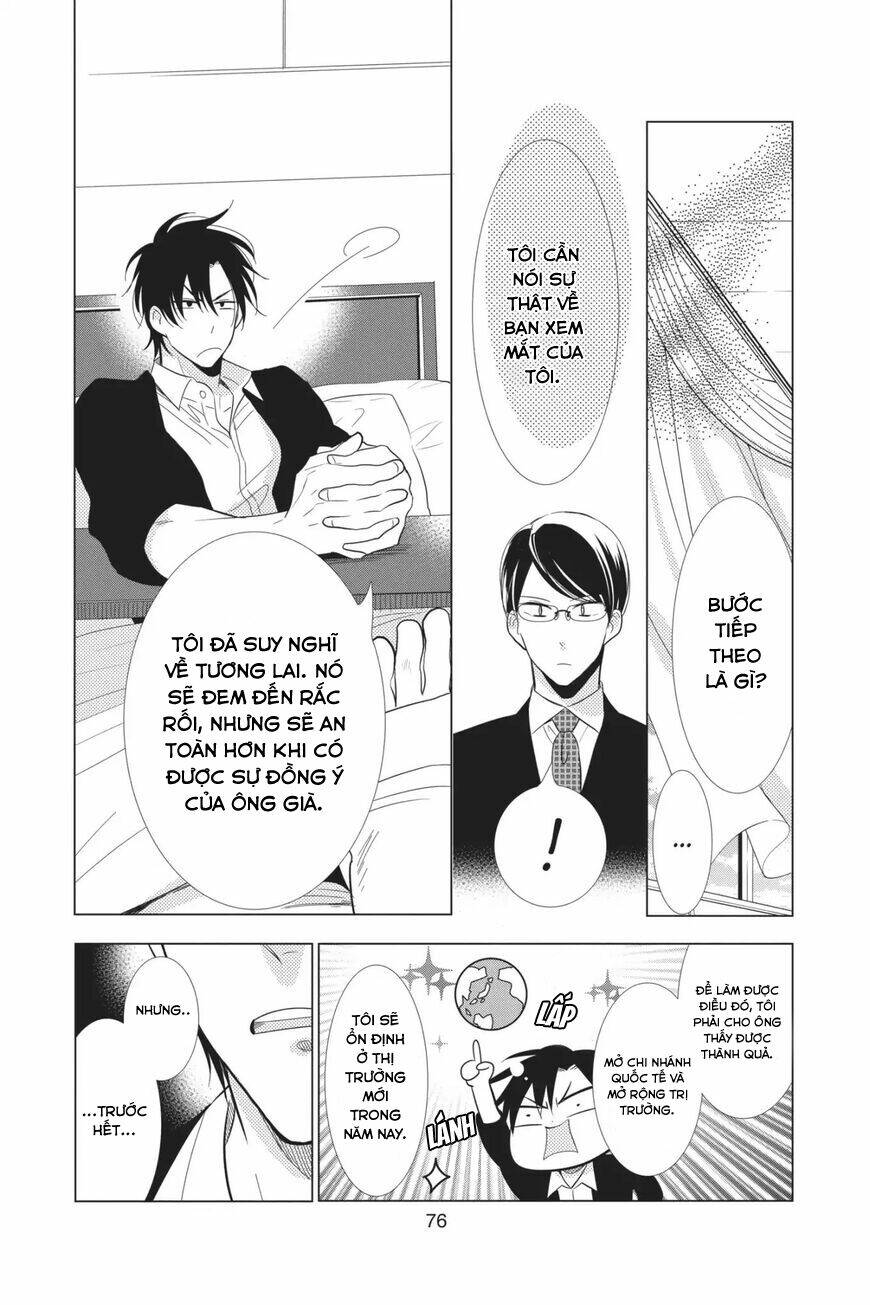 BƯỚC
TIẾP
THEO
LÀ GÌ?
...
TÔI CẦN
NÓI SỰ
THẬT VỀ
BẠN XEM
MẮT CỦA
TÔI.
!
TÔI ĐÃ SUY NGHĨ
VỀ TƯƠNG LAI. NÓ
SẼ ĐEM ĐẾN RẮC
RỐI, NHƯNG SẼ AN
TOÀN HƠN KHI CÓ
ĐƯỢC SỰ ĐỒNG Ý
CỦA ÔNG GIÀ.
ĐỂ LÀM ĐƯỢC
ĐIỀU ĐÓ, TÔI
PHẢI CHO ÔNG
THẤY ĐƯỢC
THÀNH QUẢ.
MỞ CHI NHÁNH
QUỐC TẾ VÀ
MỞ RỘNG TRỊ
TRƯỜNG.
LẤP
LÁNH
TÔI SẼ
ỔN ĐỊNH
Ở THỊ
TRƯỜNG
MỚI
TRONG
NĂM NAY.
NHƯNG..
...TRƯỚC
HẾT...
76